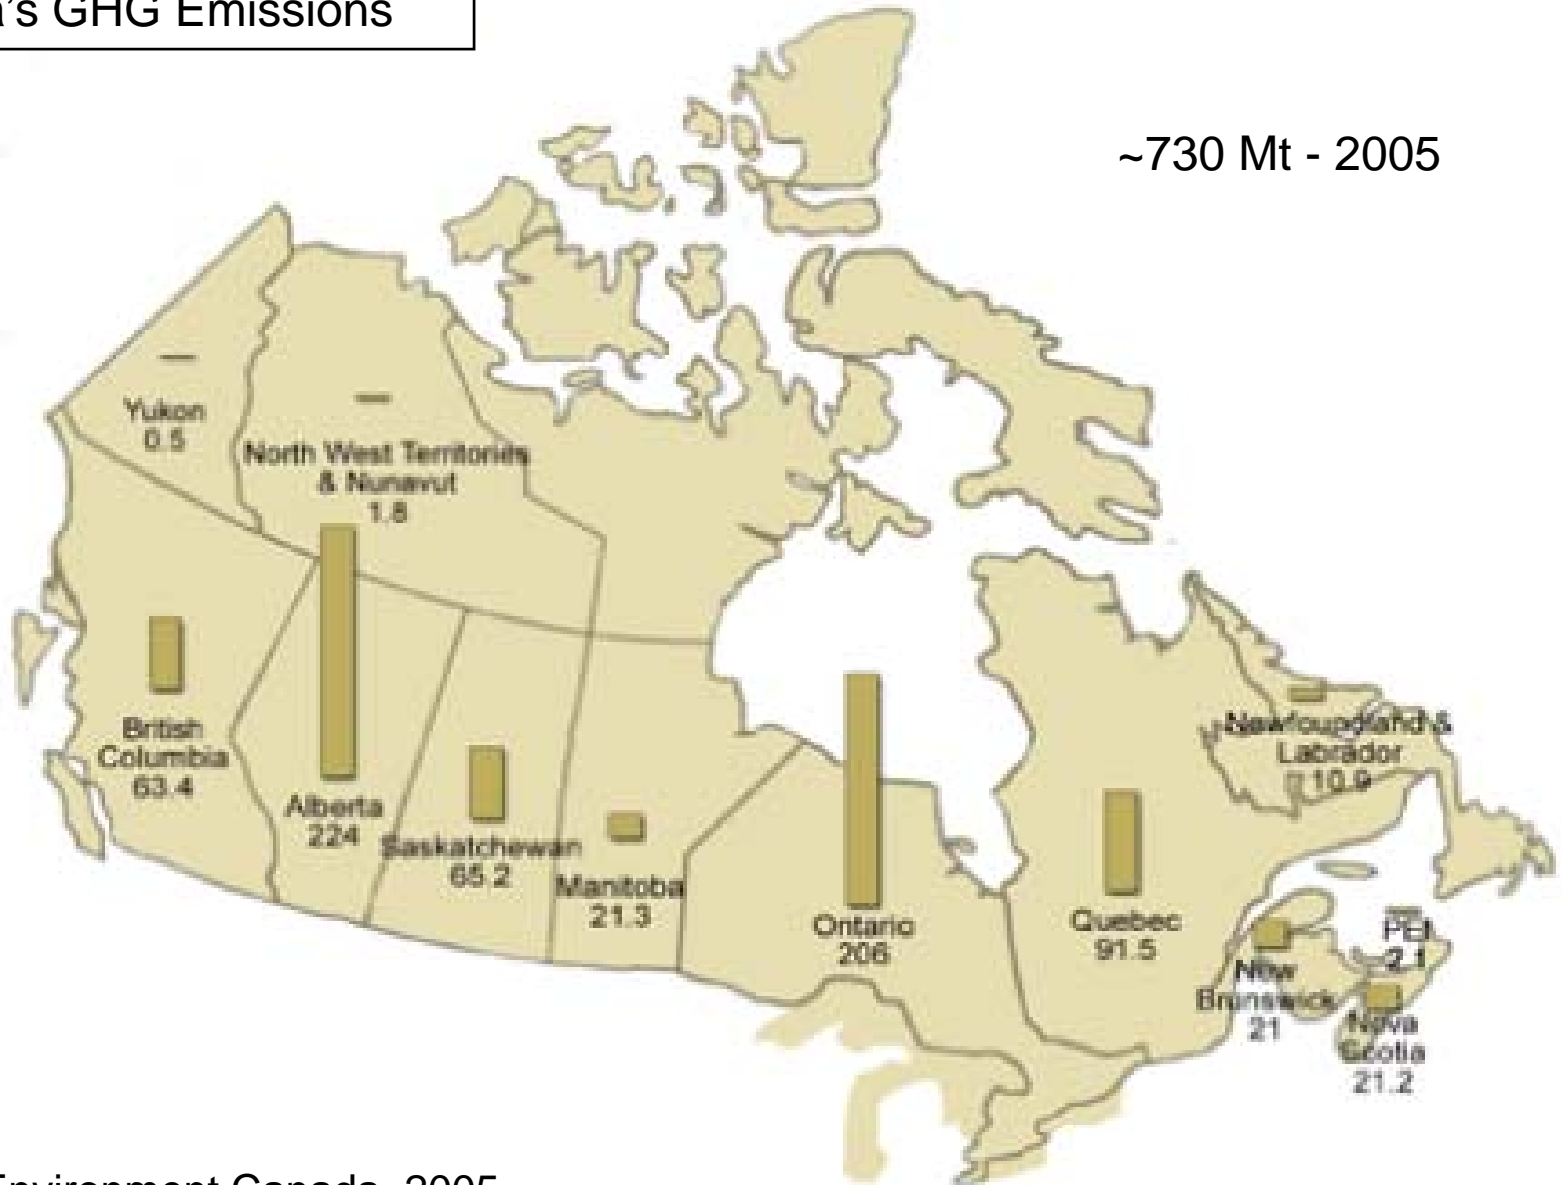 a's GHG Emissions
~730 Mt - 2005
Yukon
0.5
North West Territories
& Nunavut
1.8
British
Columbia
63.4
Alberta
224
Saskatchewan
65.2
Manitoba
21.3
Ontario
206
Quebec
91.5
Newfoundland &
Labrador
10.9
PEI
2.1
New
Brunswick
21
Nova
Scotia
21.2
Environment Canada, 2005